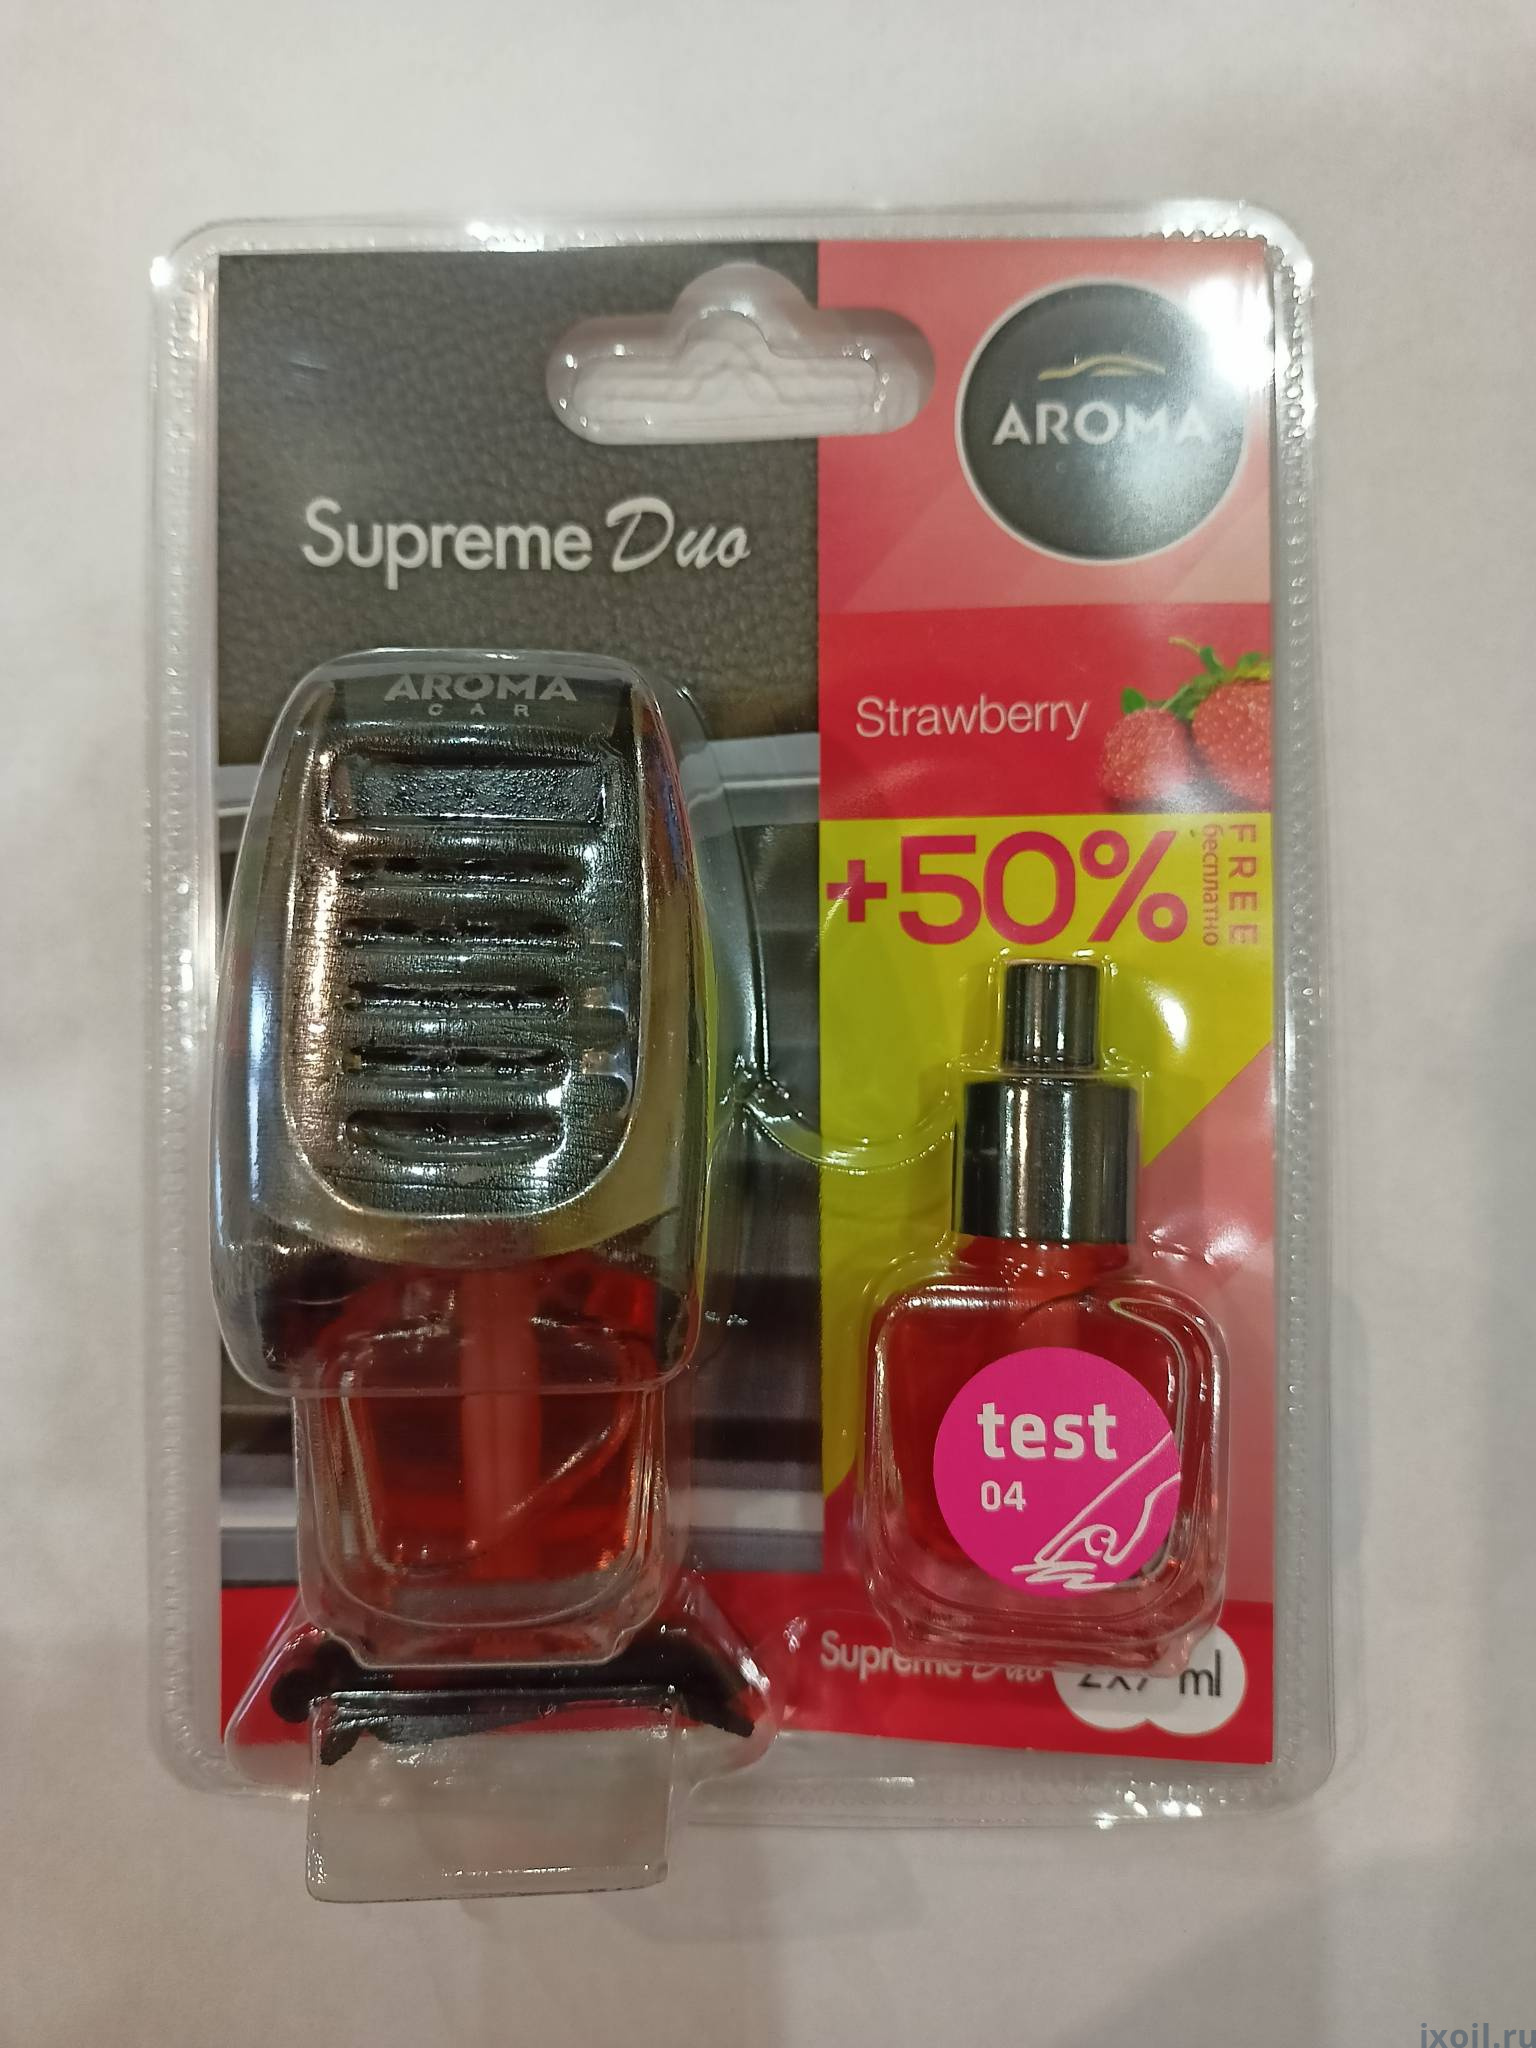 AROMA
Supreme Duo
AROMA
CAR
Strawberry
+50%
FREE
бесплатно
test
04
Supreme Duo
ml
ixoil.ru